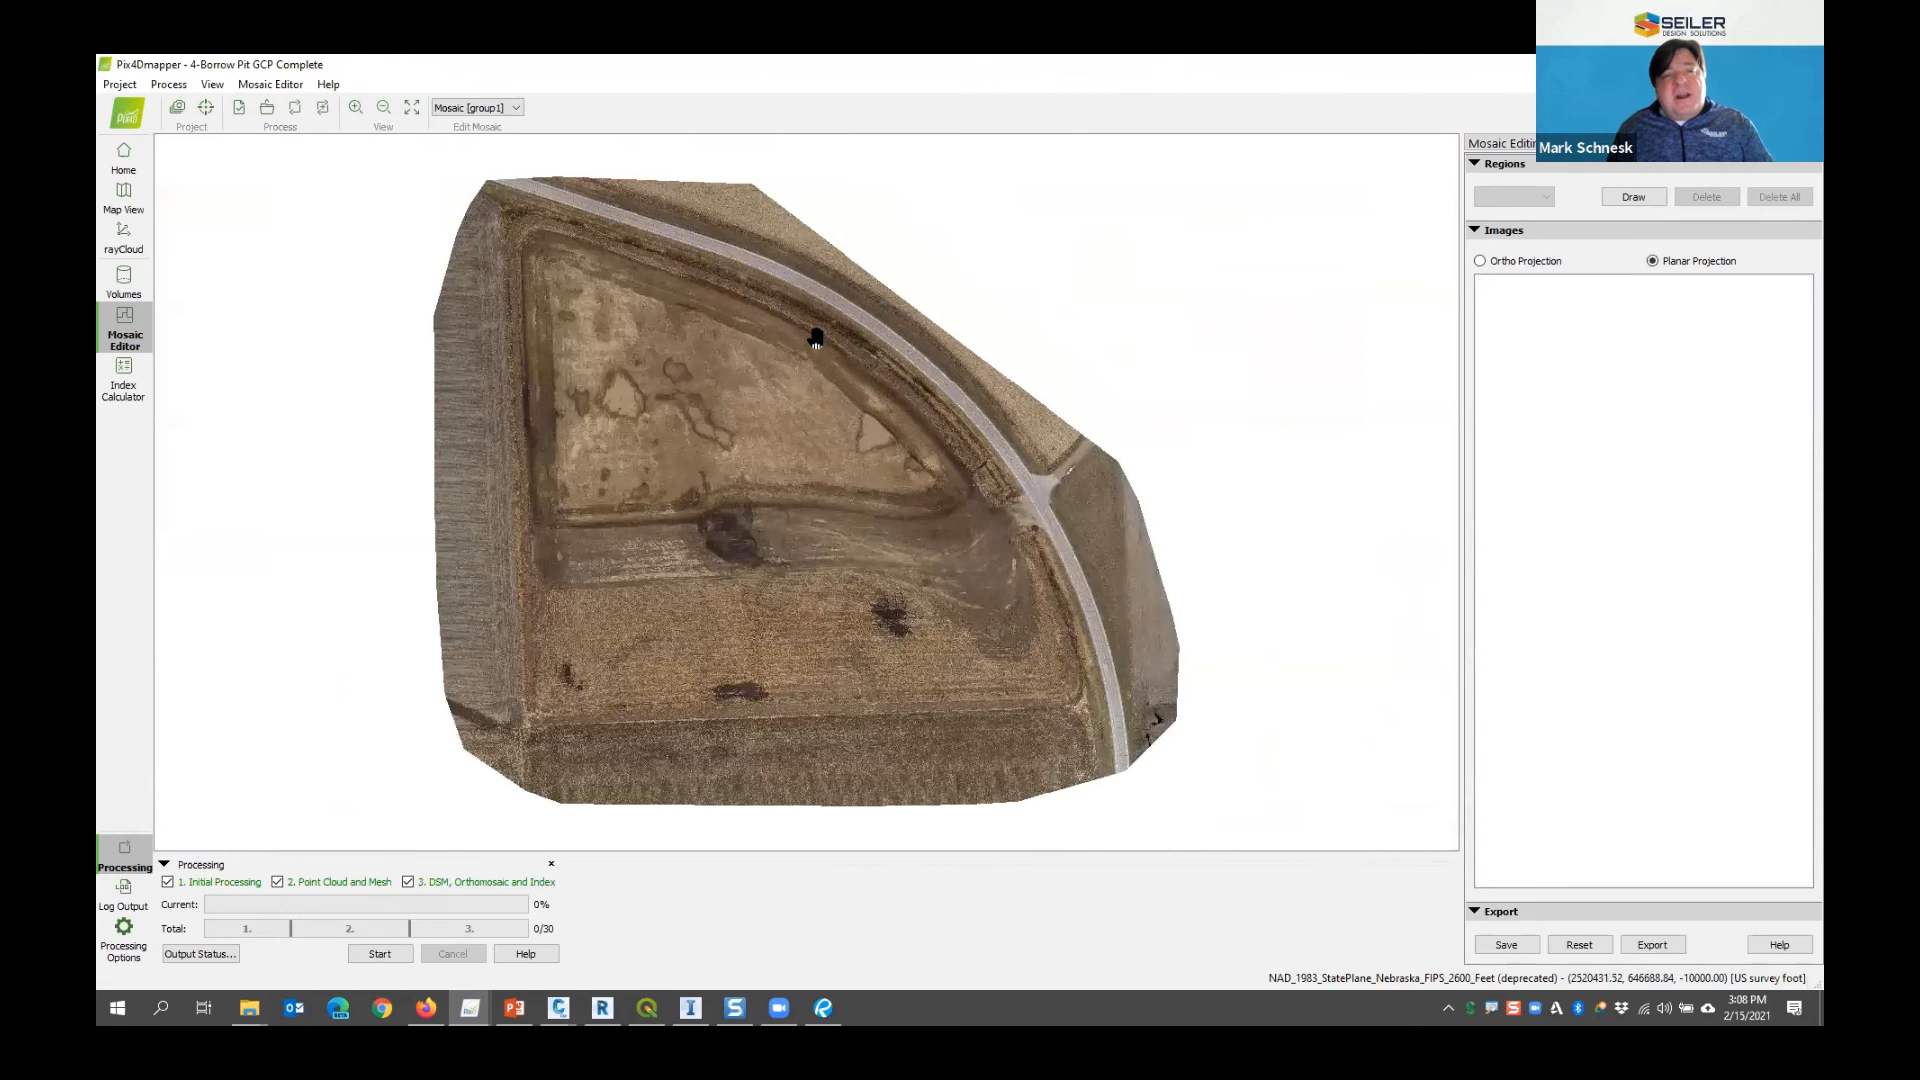 SEILER
DESIGN SOLUTIONS
Mark Schnesk
Pix4Dmapper - 4-Borrow Pit GCP Complete
Project Process View Mosaic Editor Help
Mosaic [group1]
Project Process View Edit Mosaic
Home
Map View
rayCloud
Volumes
Mosaic
Editor
Index
Calculator
Processing
Log Output
Processing
Options
Mosaic Editin
Regions
Draw Delete Delete All
Images
Ortho Projection Planar Projection
Export
Save Reset Export Help
Processing
1. Initial Processing 2. Point Cloud and Mesh 3. DSM, Orthomosaic and Index
Current: 0%
Total: 1. 2. 3. 0/30
Output Status... Start Cancel Help
NAD_1983_StatePlane_Nebraska_FIPS_2600_Feet (deprecated) - (2520431.52, 646688.84, -10000.00) [US survey foot]
3:08 PM
2/15/2021